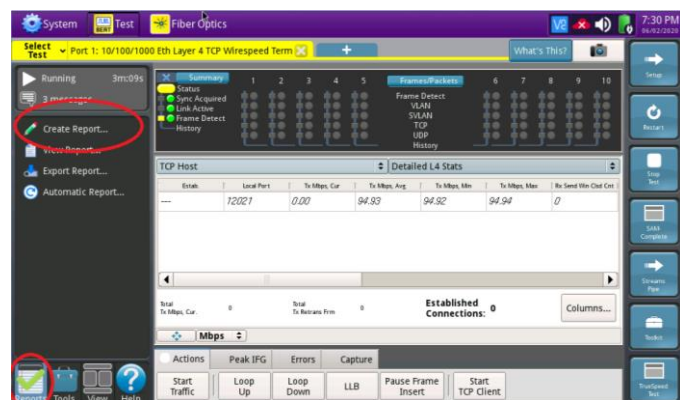 System
BERT
Test
Fiber Optics
7:30 PM
06/02/2020
Select Test
Port 1: 10/100/1000 Eth Layer 4 TCP Wirespeed Term
+
What's This?
Running 3m:09s
3 messages
Create Report...
View Report...
Export Report...
Automatic Report...
Reports
Tools
View
Help
X Summary
Status
Sync Acquired
Link Active
Frame Detect
History
1 2 3 4 5
Frames/Packets
Frame Detect
VLAN
SVLAN
TCP
UDP
History
6 7 8 9 10
TCP Host
Detailed L4 Stats
Estab. Local Port Tx Mbps, Cur Tx Mbps, Avg Tx Mbps, Min Tx Mbps, Max Rx Send Win Clsd Cnt
--- 12021 0.00 94.93 94.92 94.94 0
Total
Tx Mbps, Cur. 0
Total
Tx Retrans Frm 0
Established
Connections: 0
Columns...
Mbps
Actions Peak IFG Errors Capture
Start
Traffic
Loop
Up
Loop
Down
LLB
Pause Frame
Insert
Start
TCP Client
Setup
Restart
Stop
Test
SAM-
Complete
Streams
Pipe
Toolkit
TrueSpeed
Test